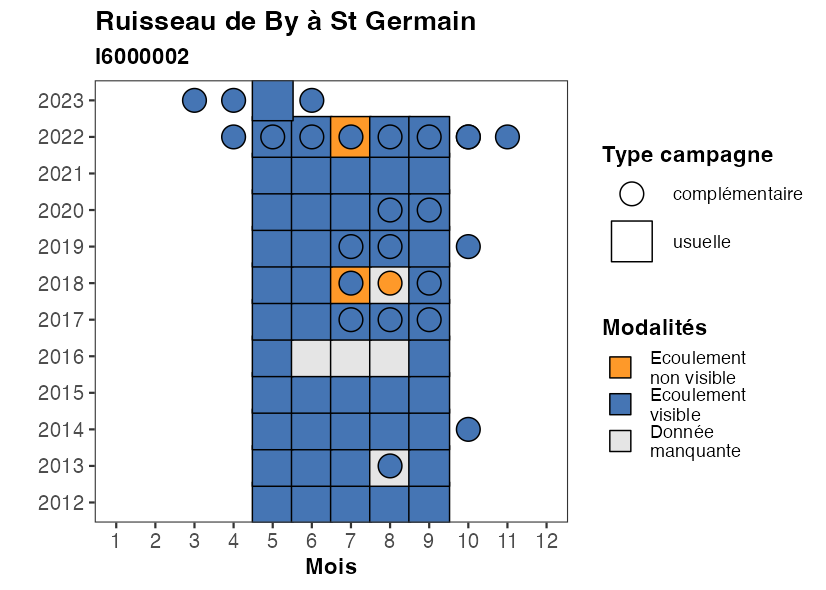 Ruisseau de By à St Germain
I6000002
2023
2022
2021
2020
2019
2018
2017
2016
2015
2014
2013
2012
1 2 3 4 5 6 7 8 9 10 11 12
Mois
Type campagne
complémentaire
usuelle
Modalités
Ecoulement
non visible
Ecoulement
visible
Donnée
manquante